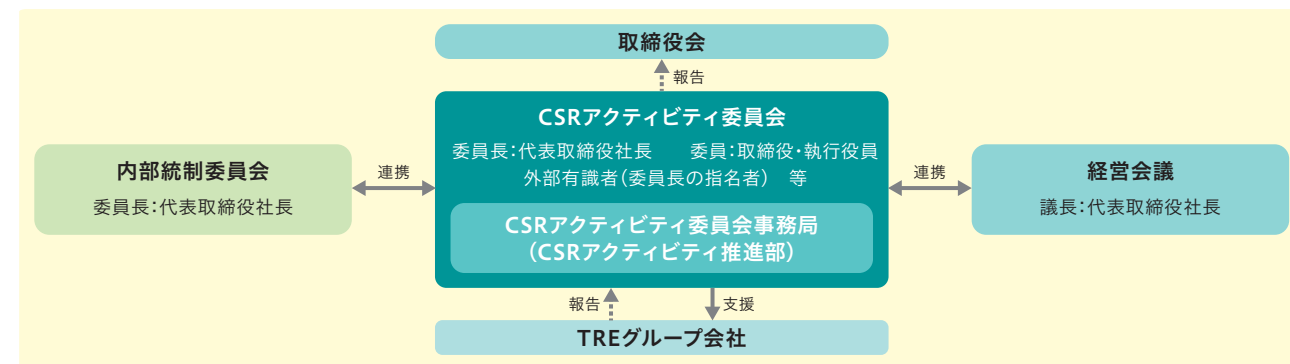 取締役会
報告
CSRアクティビティ委員会
委員長：代表取締役社長　委員：取締役・執行役員
外部有識者（委員長の指名者）　等
CSRアクティビティ委員会事務局
（CSRアクティビティ推進部）
内部統制委員会
委員長：代表取締役社長
連携
連携
経営会議
議長：代表取締役社長
報告
支援
TREグループ会社